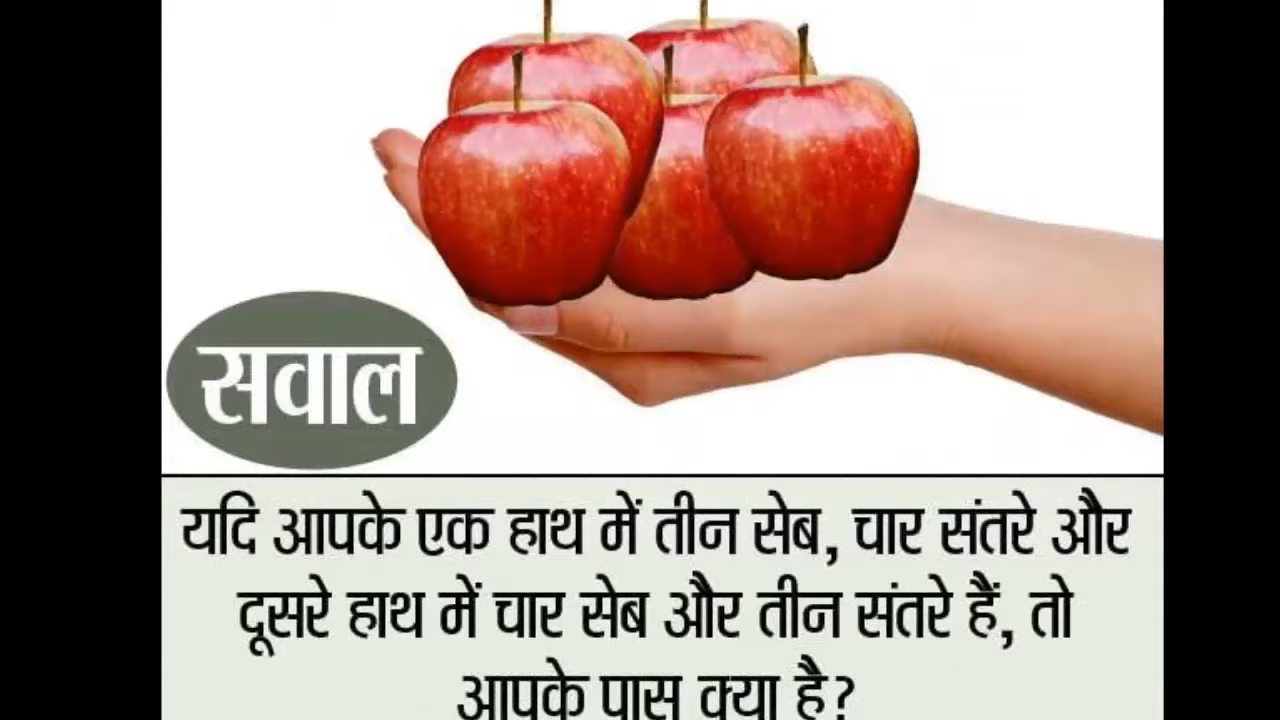 सवाल
यदि आपके एक हाथ में तीन सेब, चार संतरे और
दूसरे हाथ में चार सेब और तीन संतरे हैं, तो
आपके पास क्या है?